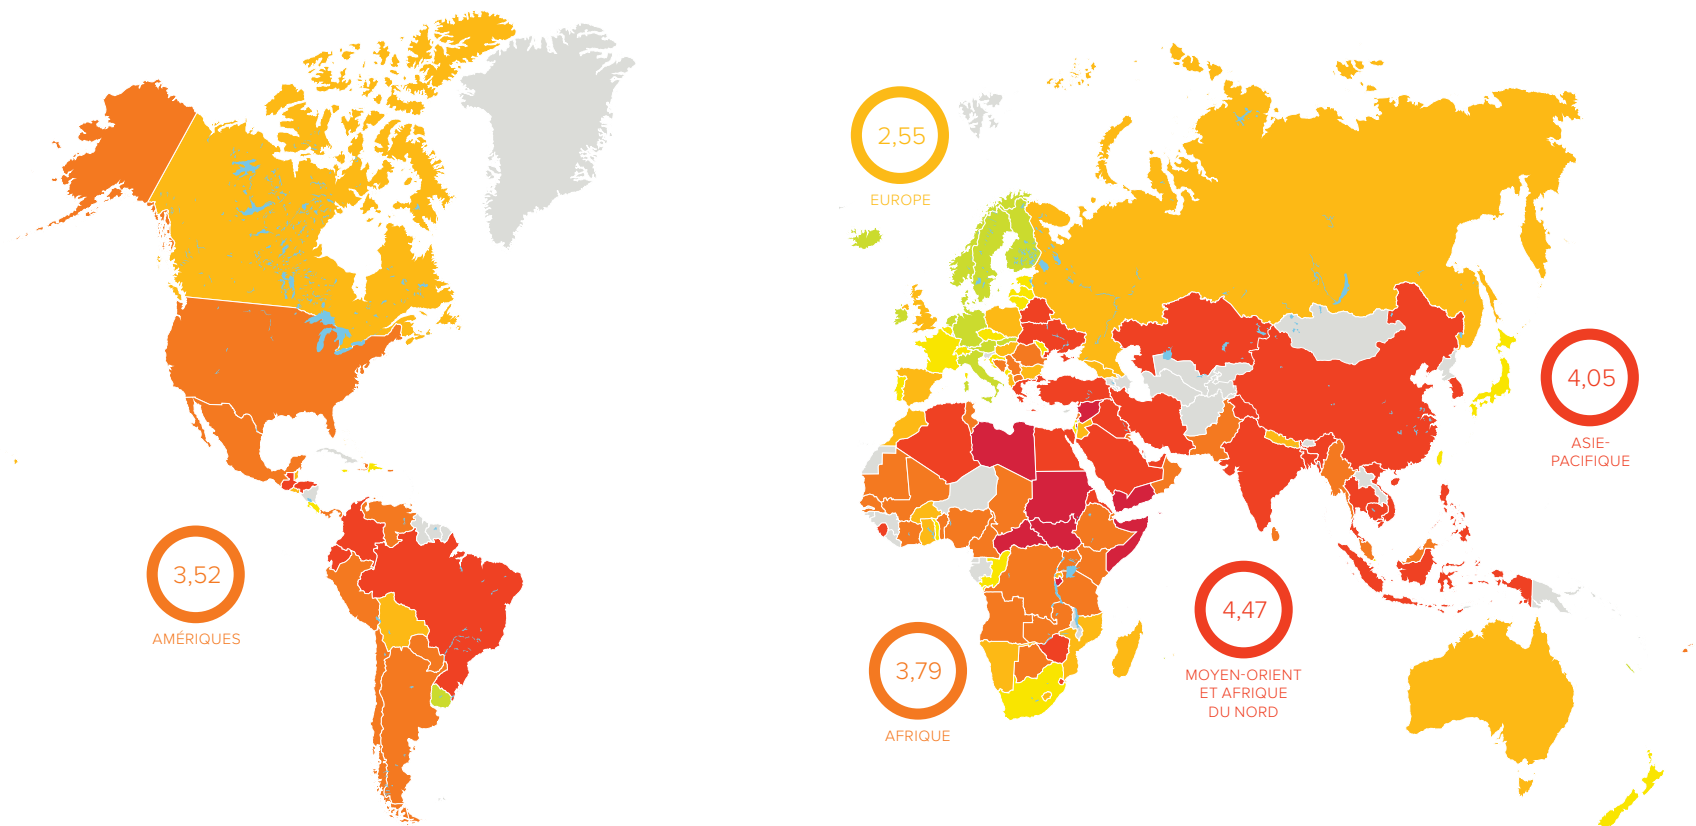 2,55
EUROPE
4,05
ASIE-
PACIFIQUE
3,52
AMÉRIQUES
4,47
MOYEN-ORIENT
ET AFRIQUE
DU NORD
3,79
AFRIQUE